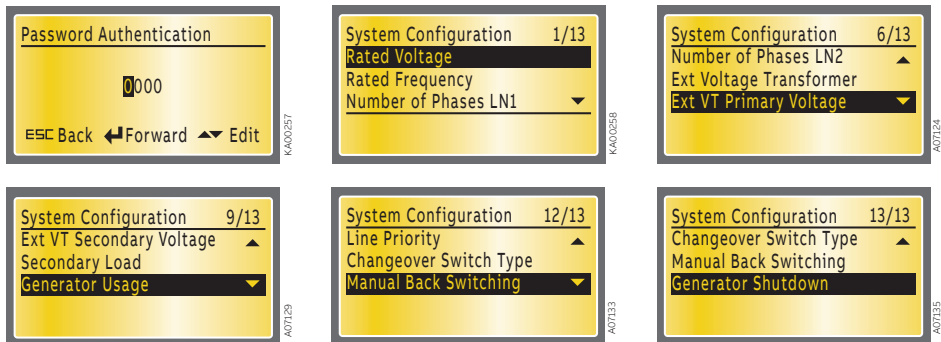 Password Authentication
0000
ESC Back Forward Edit
KA00257
System Configuration 1/13
Rated Voltage
Rated Frequency
Number of Phases LN1
KA00258
System Configuration 6/13
Number of Phases LN2
Ext Voltage Transformer
Ext VT Primary Voltage
A07124
System Configuration 9/13
Ext VT Secondary Voltage
Secondary Load
Generator Usage
A07129
System Configuration 12/13
Line Priority
Changeover Switch Type
Manual Back Switching
A07133
System Configuration 13/13
Changeover Switch Type
Manual Back Switching
Generator Shutdown
A07135